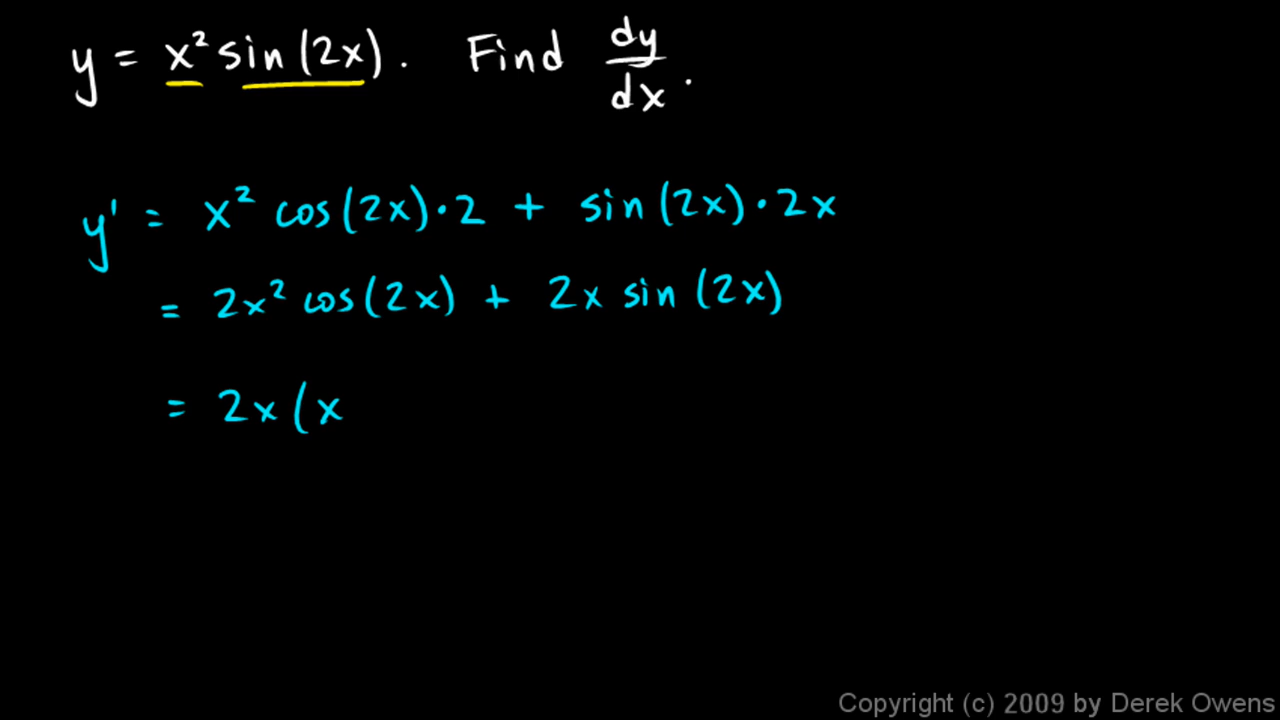 y = x² sin(2x). Find dy/dx.
y' = x² cos(2x)·2 + sin(2x)·2x
= 2x² cos(2x) + 2x sin(2x)
= 2x(x
Copyright (c) 2009 by Derek Owens